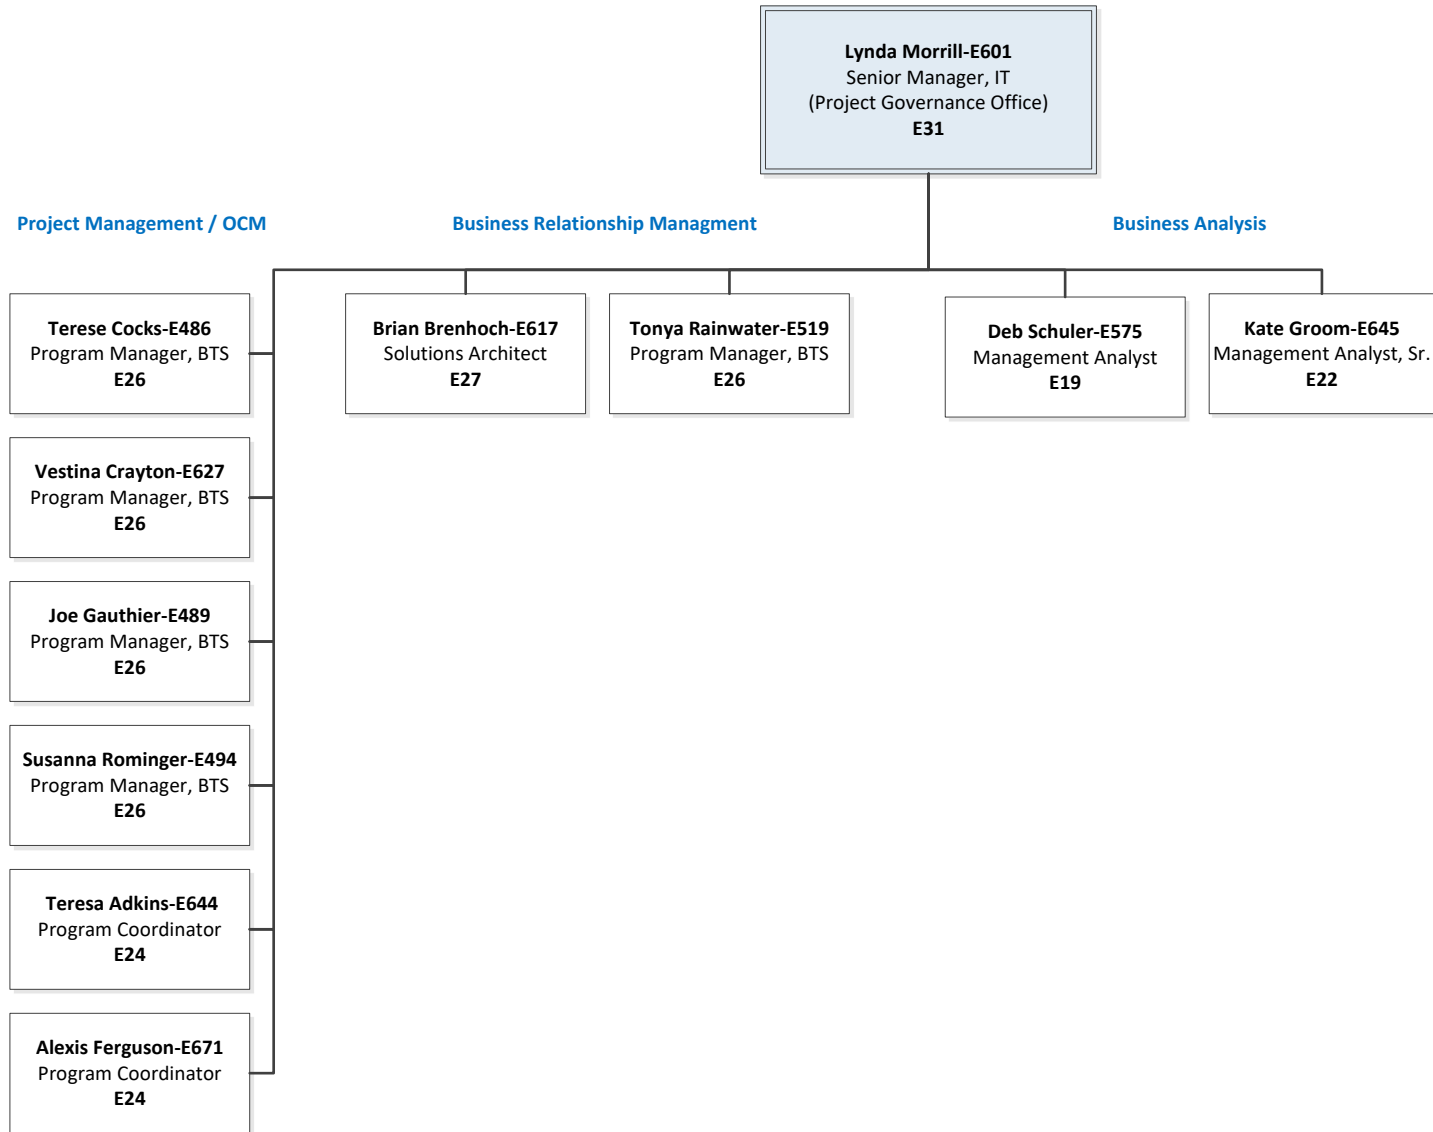 Lynda Morrill-E601
Senior Manager, IT
(Project Governance Office)
E31
Project Management / OCM
Business Relationship Managment
Business Analysis
Terese Cocks-E486
Program Manager, BTS
E26
Brian Brenhoch-E617
Solutions Architect
E27
Tonya Rainwater-E519
Program Manager, BTS
E26
Deb Schuler-E575
Management Analyst
E19
Kate Groom-E645
Management Analyst, Sr.
E22
Vestina Crayton-E627
Program Manager, BTS
E26
Joe Gauthier-E489
Program Manager, BTS
E26
Susanna Rominger-E494
Program Manager, BTS
E26
Teresa Adkins-E644
Program Coordinator
E24
Alexis Ferguson-E671
Program Coordinator
E24